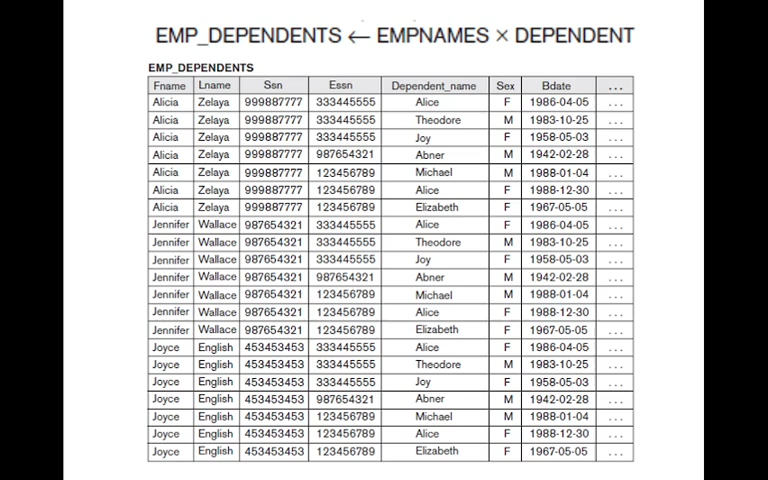 EMP_DEPENDENTS ← EMPNAMES × DEPENDENT
EMP_DEPENDENTS
Fname Lname Ssn Essn Dependent_name Sex Bdate ...
Alicia Zelaya 999887777 333445555 Alice F 1986-04-05 ...
Alicia Zelaya 999887777 333445555 Theodore M 1983-10-25 ...
Alicia Zelaya 999887777 333445555 Joy F 1958-05-03 ...
Alicia Zelaya 999887777 987654321 Abner M 1942-02-28 ...
Alicia Zelaya 999887777 123456789 Michael M 1988-01-04 ...
Alicia Zelaya 999887777 123456789 Alice F 1988-12-30 ...
Alicia Zelaya 999887777 123456789 Elizabeth F 1967-05-05 ...
Jennifer Wallace 987654321 333445555 Alice F 1986-04-05 ...
Jennifer Wallace 987654321 333445555 Theodore M 1983-10-25 ...
Jennifer Wallace 987654321 333445555 Joy F 1958-05-03 ...
Jennifer Wallace 987654321 987654321 Abner M 1942-02-28 ...
Jennifer Wallace 987654321 123456789 Michael M 1988-01-04 ...
Jennifer Wallace 987654321 123456789 Alice F 1988-12-30 ...
Jennifer Wallace 987654321 123456789 Elizabeth F 1967-05-05 ...
Joyce English 453453453 333445555 Alice F 1986-04-05 ...
Joyce English 453453453 333445555 Theodore M 1983-10-25 ...
Joyce English 453453453 333445555 Joy F 1958-05-03 ...
Joyce English 453453453 987654321 Abner M 1942-02-28 ...
Joyce English 453453453 123456789 Michael M 1988-01-04 ...
Joyce English 453453453 123456789 Alice F 1988-12-30 ...
Joyce English 453453453 123456789 Elizabeth F 1967-05-05 ...